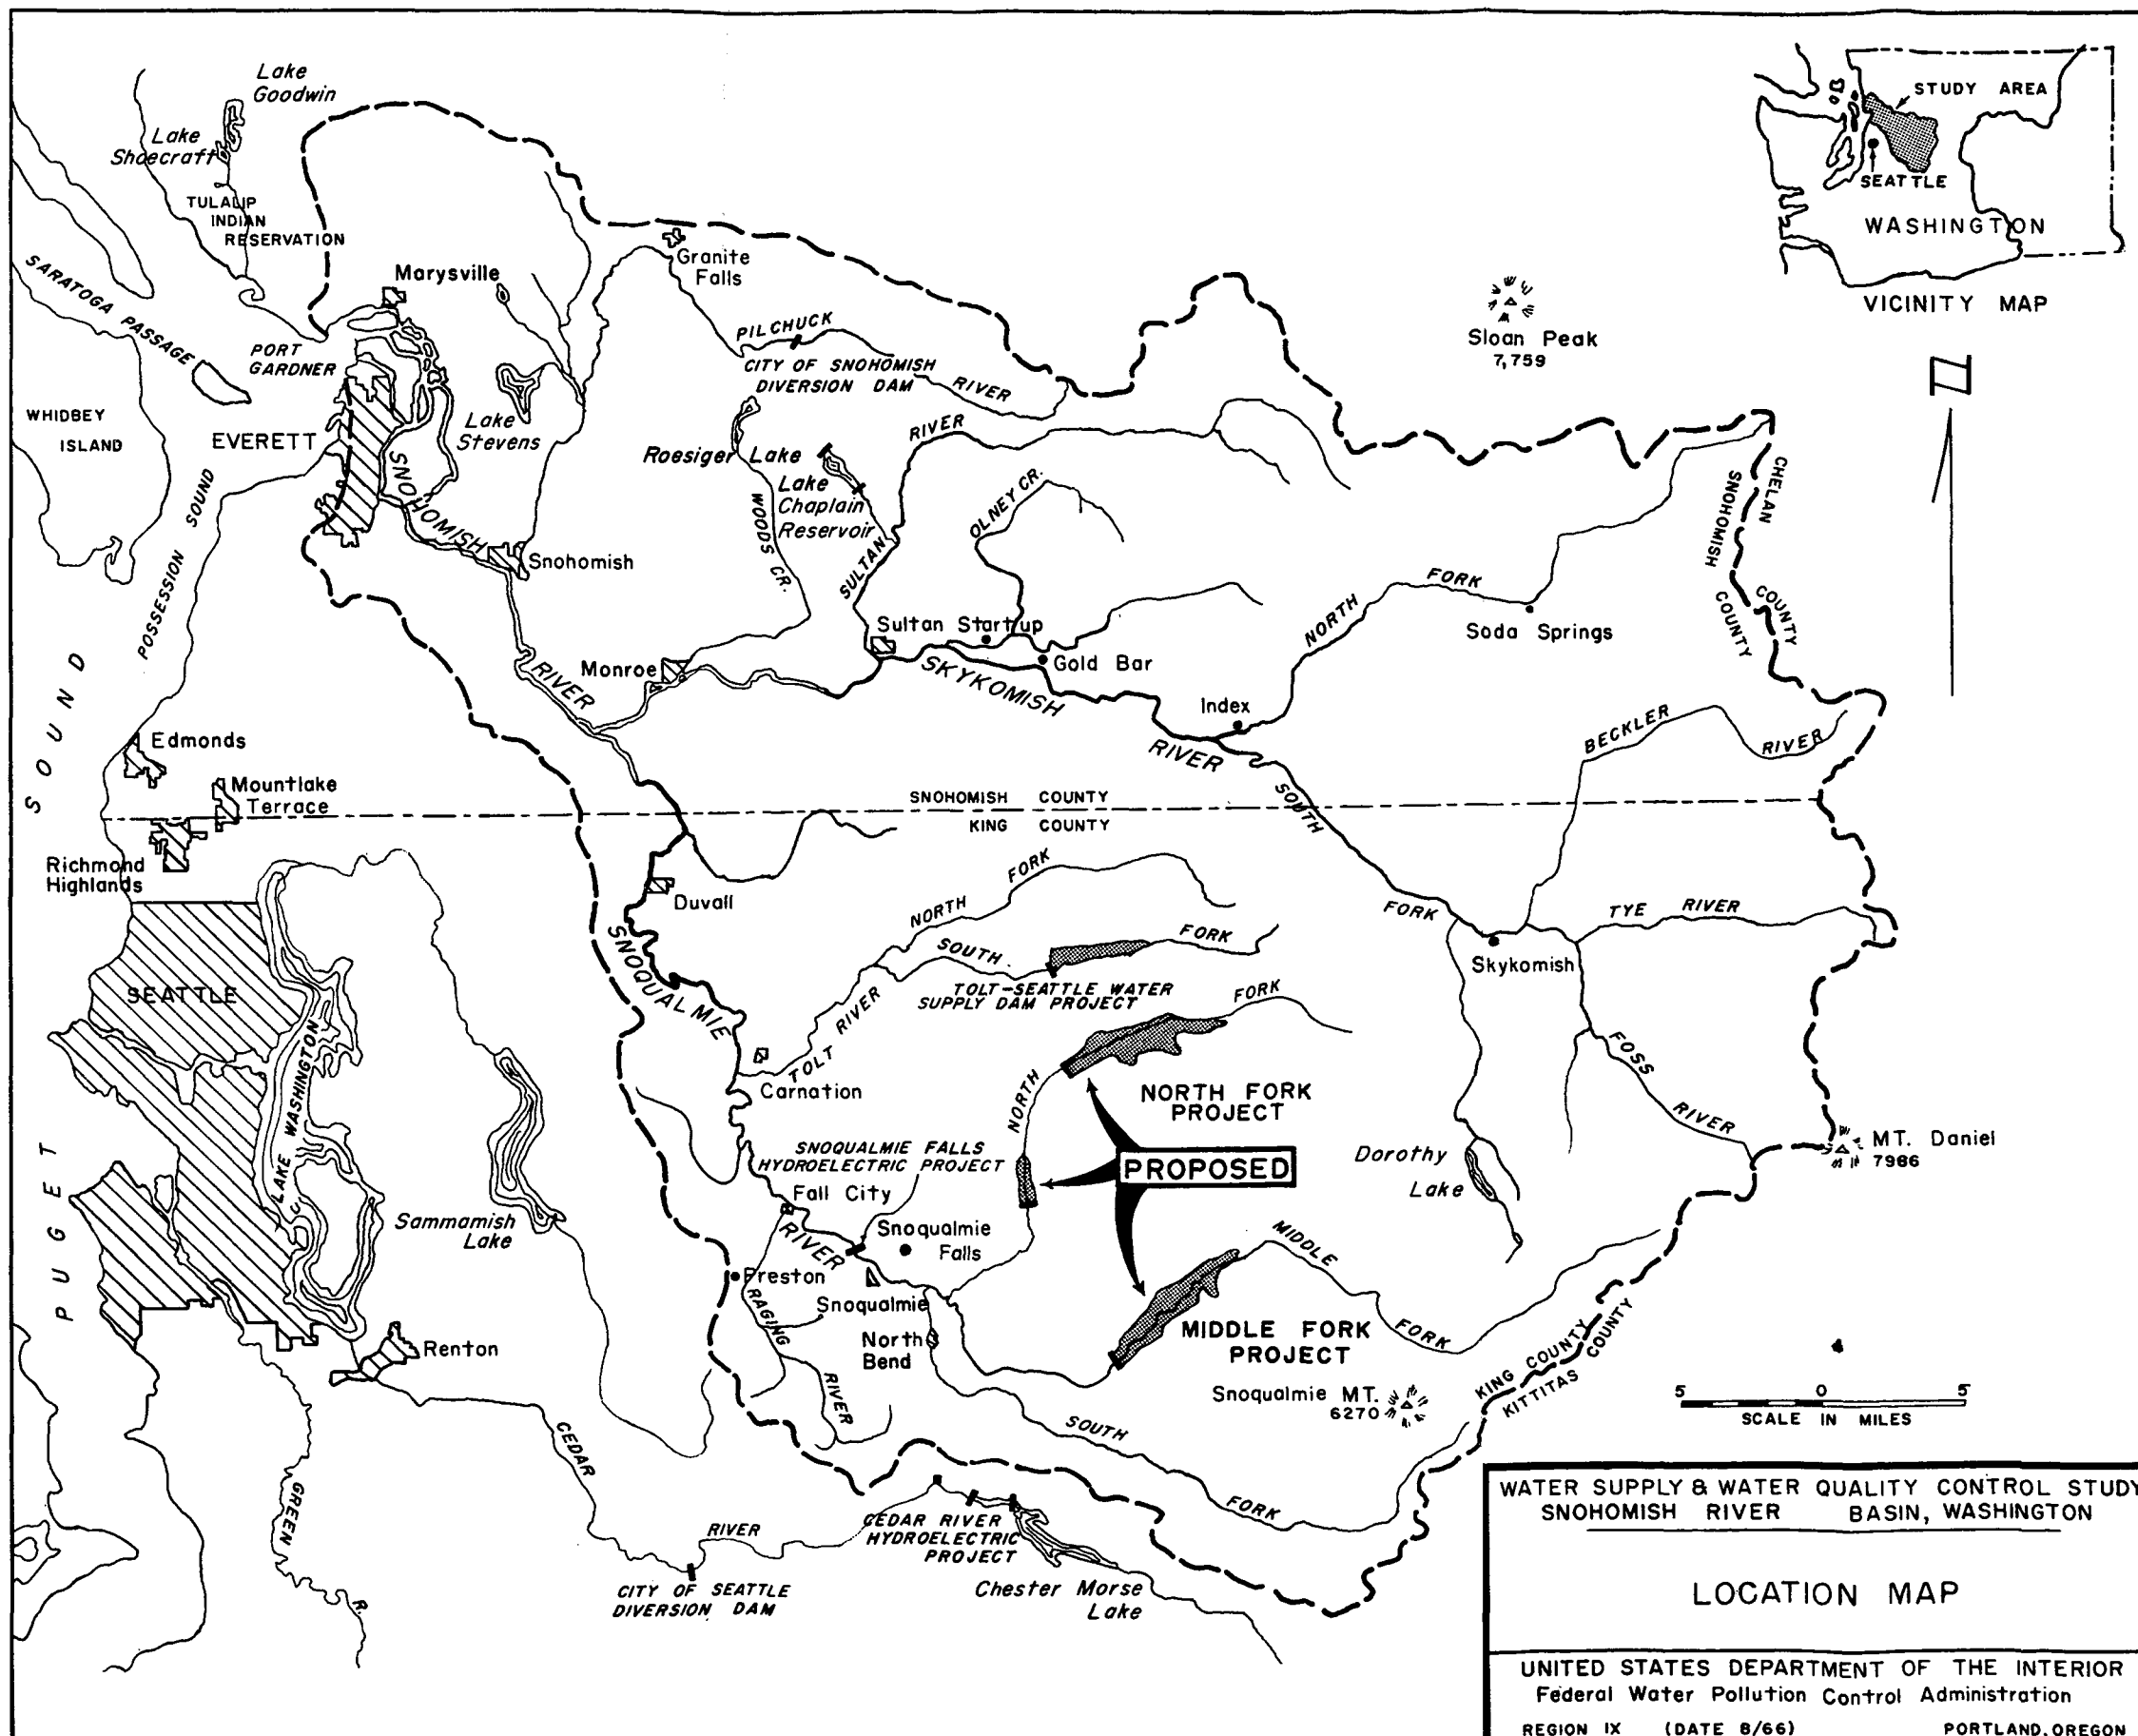 Lake
Goodwin
Lake
Shoecraft
TULALIP
INDIAN
RESERVATION
SARATOGA PASSAGE
PORT
GARDNER
WHIDBEY
ISLAND
EVERETT
POSSESSION SOUND
Marysville
Lake
Stevens
Granite
Falls
PILCHUCK
RIVER
CITY OF SNOHOMISH
DIVERSION DAM
Roesiger Lake
Lake
Chaplain
Reservoir
WOODS CR.
SULTAN
RIVER
OLNEY CR.
SNOHOMISH
RIVER
Snohomish
Monroe
Sultan
Startup
Gold Bar
SKYKOMISH
RIVER
Index
NORTH
FORK
Soda Springs
Sloan Peak
7,759
STUDY AREA
SEATTLE
WASHINGTON
VICINITY MAP
N
CHELAN
COUNTY
SNOHOMISH
COUNTY
BECKLER
RIVER
SOUTH
FORK
TYE RIVER
Skykomish
FOSS
RIVER
MT. Daniel
7986
Dorothy
Lake
Edmonds
Mountlake
Terrace
Richmond
Highlands
SNOHOMISH COUNTY
KING COUNTY
PUGET SOUND
SEATTLE
LAKE WASHINGTON
Sammamish
Lake
Renton
Duvall
SNOQUALMIE
RIVER
NORTH
FORK
SOUTH
FORK
TOLT RIVER
TOLT-SEATTLE WATER
SUPPLY DAM PROJECT
Carnation
NORTH
FORK
NORTH FORK
PROJECT
PROPOSED
SNOQUALMIE FALLS
HYDROELECTRIC PROJECT
Fall City
Snoqualmie
Falls
Preston
Snoqualmie
RAGING
RIVER
North
Bend
MIDDLE
FORK
MIDDLE FORK
PROJECT
Snoqualmie MT.
6270
KING COUNTY
KITTITAS COUNTY
SOUTH
FORK
CEDAR
RIVER
CEDAR RIVER
HYDROELECTRIC
PROJECT
CITY OF SEATTLE
DIVERSION DAM
Chester Morse
Lake
GREEN
R.
5 0 5
SCALE IN MILES
WATER SUPPLY & WATER QUALITY CONTROL STUDY
SNOHOMISH RIVER BASIN, WASHINGTON
LOCATION MAP
UNITED STATES DEPARTMENT OF THE INTERIOR
Federal Water Pollution Control Administration
REGION IX (DATE 8/66) PORTLAND, OREGON